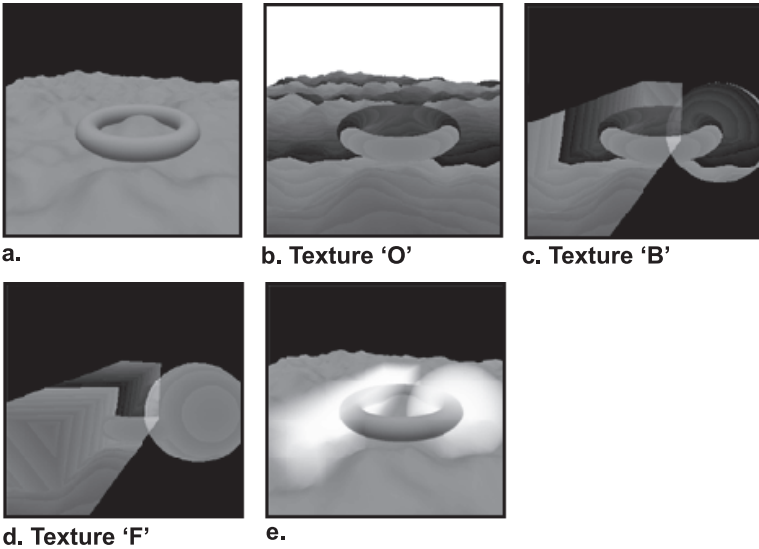 a.
b. Texture ‘O’
c. Texture ‘B’
d. Texture ‘F’
e.